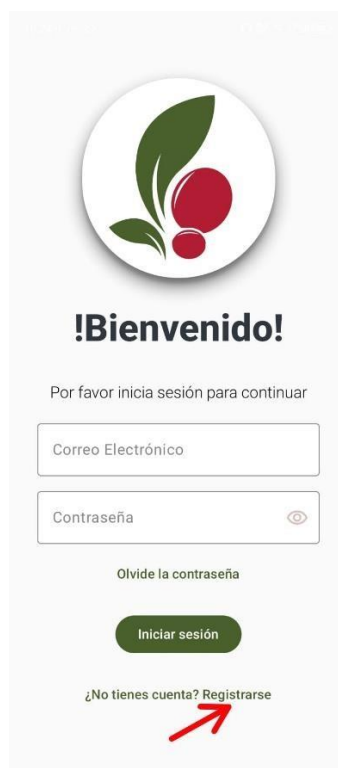 !Bienvenido!
Por favor inicia sesión para continuar
Correo Electrónico
Contraseña
Olvide la contraseña
Iniciar sesión
¿No tienes cuenta? Registrarse